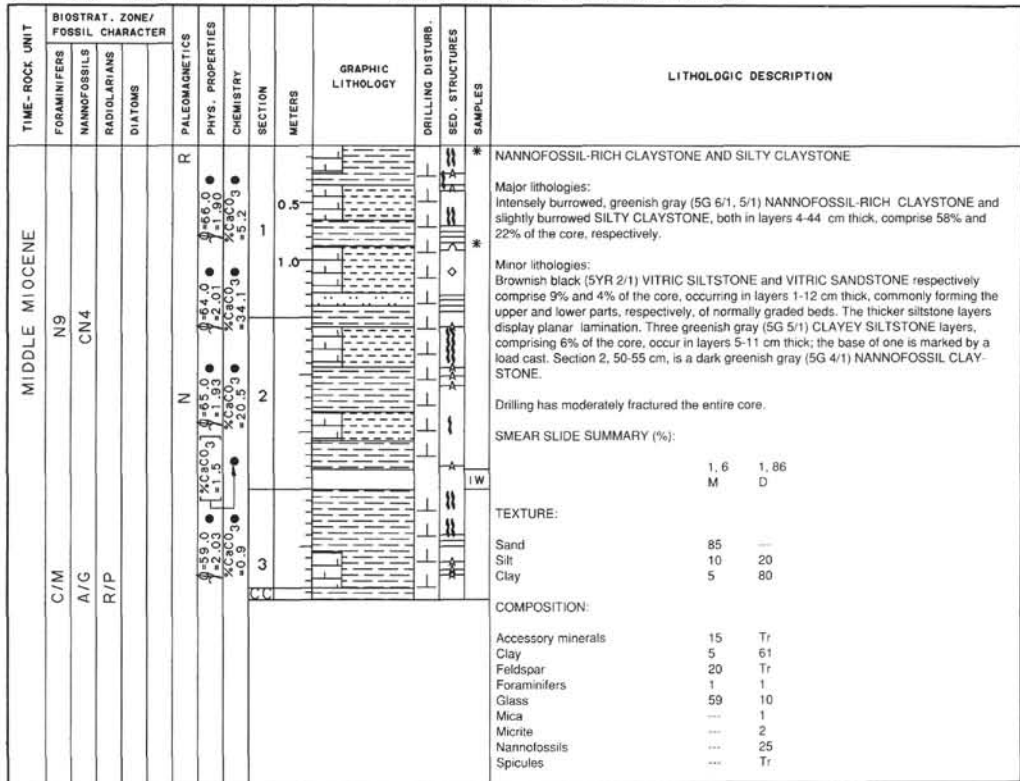 TIME-ROCK UNIT
BIOSTRAT. ZONE/
FOSSIL CHARACTER
FORAMINIFERS
NANNOFOSSILS
RADIOLARIANS
DIATOMS
PALEOMAGNETICS
PHYS. PROPERTIES
CHEMISTRY
SECTION
METERS
GRAPHIC
LITHOLOGY
DRILLING DISTURB.
SED. STRUCTURES
SAMPLES
LITHOLOGIC DESCRIPTION
MIDDLE MIOCENE
N9
C/M
CN4
A/G
R/P
R
N
φ=66.0
γ=1.90
φ=64.0
γ=2.01
φ=65.0
γ=1.93
[%CaCO3
=1.5]
φ=59.0
γ=2.03
%CaCO3
=5.2
%CaCO3
=34.1
%CaCO3
=20.5
%CaCO3
=0.9
1
2
3
CC
0.5
1.0
*
*
IW
NANNOFOSSIL-RICH CLAYSTONE AND SILTY CLAYSTONE
Major lithologies:
Intensely burrowed, greenish gray (5G 6/1, 5/1) NANNOFOSSIL-RICH CLAYSTONE and
slightly burrowed SILTY CLAYSTONE, both in layers 4-44 cm thick, comprise 58% and
22% of the core, respectively.
Minor lithologies:
Brownish black (5YR 2/1) VITRIC SILTSTONE and VITRIC SANDSTONE respectively
comprise 9% and 4% of the core, occurring in layers 1-12 cm thick, commonly forming the
upper and lower parts, respectively, of normally graded beds. The thicker siltstone layers
display planar lamination. Three greenish gray (5G 5/1) CLAYEY SILTSTONE layers,
comprising 6% of the core, occur in layers 5-11 cm thick; the base of one is marked by a
load cast. Section 2, 50-55 cm, is a dark greenish gray (5G 4/1) NANNOFOSSIL CLAY-
STONE.
Drilling has moderately fractured the entire core.
SMEAR SLIDE SUMMARY (%):
1, 6 1, 86
M D
TEXTURE:
Sand 85 ---
Silt 10 20
Clay 5 80
COMPOSITION:
Accessory minerals 15 Tr
Clay 5 61
Feldspar 20 Tr
Foraminifers 1 1
Glass 59 10
Mica --- 1
Micrite --- 2
Nannofossils --- 25
Spicules --- Tr